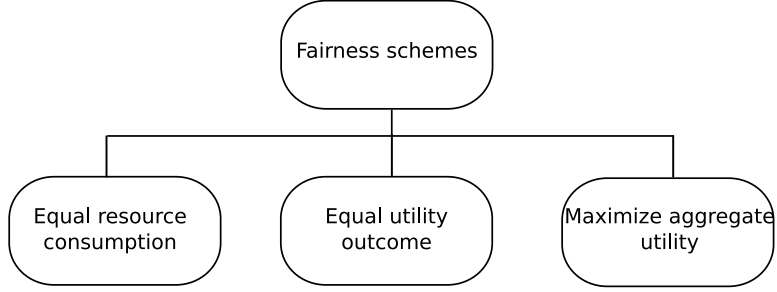 Fairness schemes
Equal resource
consumption
Equal utility
outcome
Maximize aggregate
utility